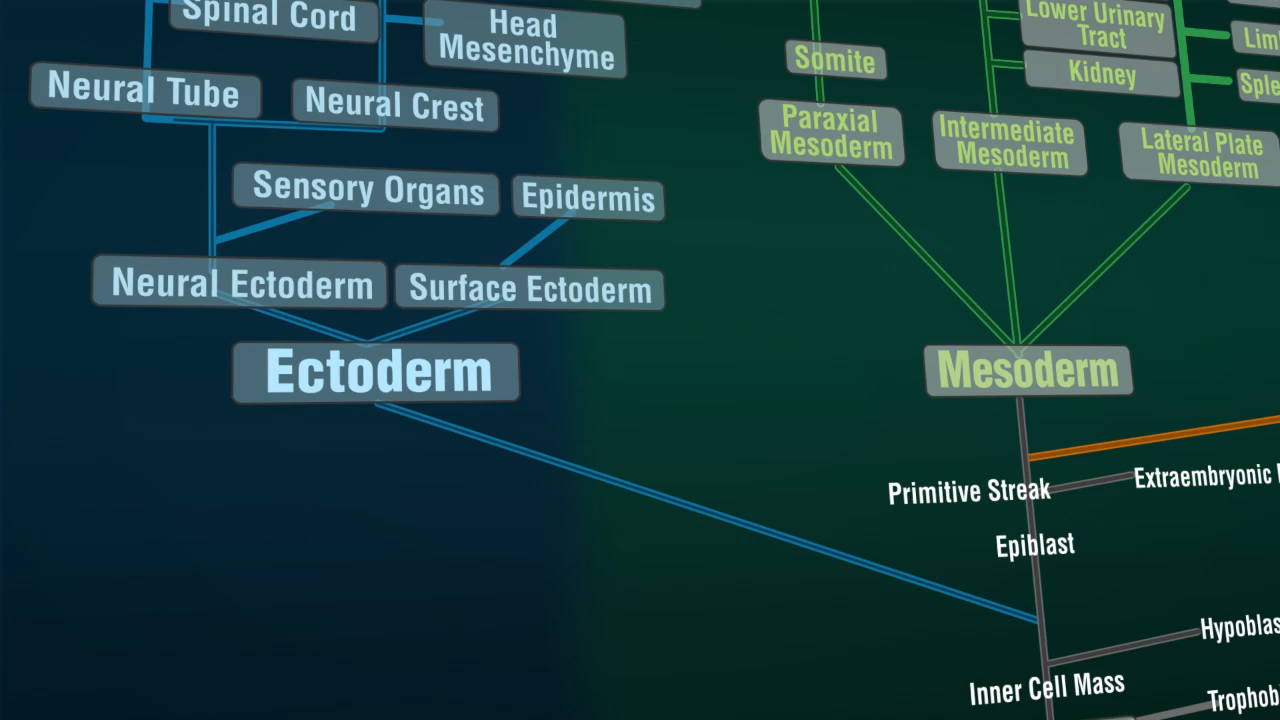 Spinal Cord
Head
Mesenchyme
Neural Tube
Neural Crest
Sensory Organs
Epidermis
Neural Ectoderm
Surface Ectoderm
Ectoderm
Somite
Lower Urinary
Tract
Kidney
Paraxial
Mesoderm
Intermediate
Mesoderm
Lateral Plate
Mesoderm
Mesoderm
Primitive Streak
Extraembryonic
Epiblast
Inner Cell Mass